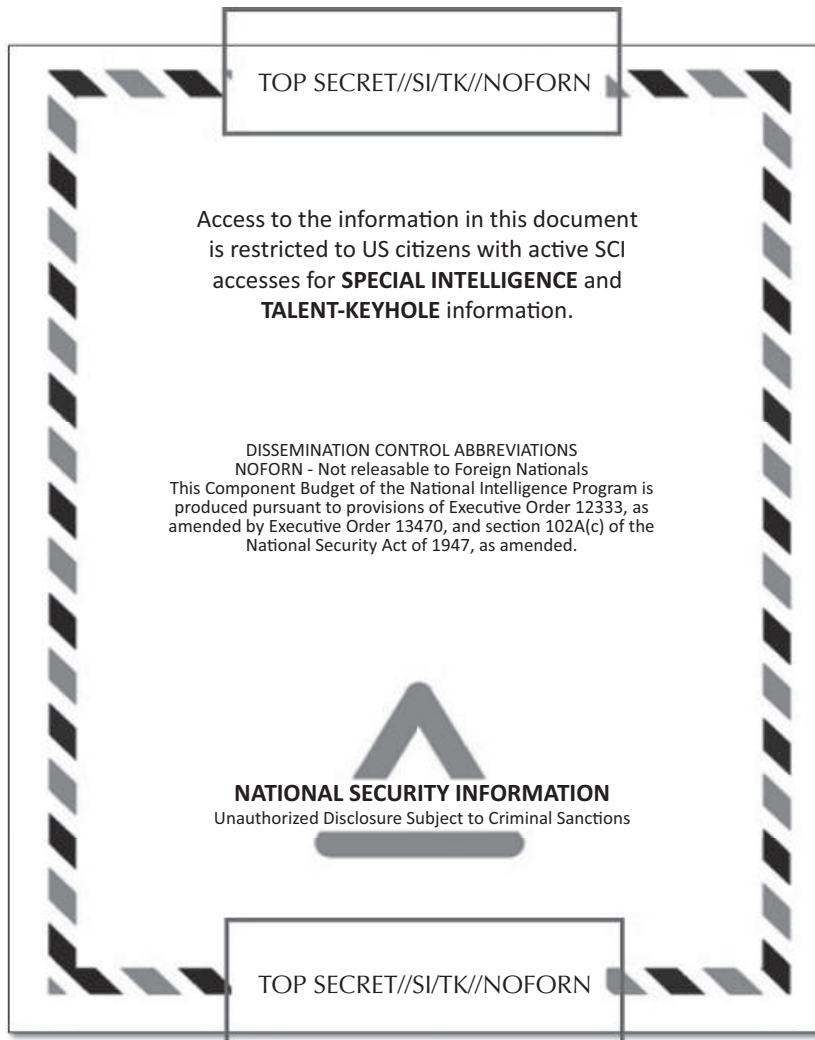 TOP SECRET//SI/TK//NOFORN
Access to the information in this document
is restricted to US citizens with active SCI
accesses for SPECIAL INTELLIGENCE and
TALENT-KEYHOLE information.
DISSEMINATION CONTROL ABBREVIATIONS
NOFORN - Not releasable to Foreign Nationals
This Component Budget of the National Intelligence Program is
produced pursuant to provisions of Executive Order 12333, as
amended by Executive Order 13470, and section 102A(c) of the
National Security Act of 1947, as amended.
NATIONAL SECURITY INFORMATION
Unauthorized Disclosure Subject to Criminal Sanctions
TOP SECRET//SI/TK//NOFORN